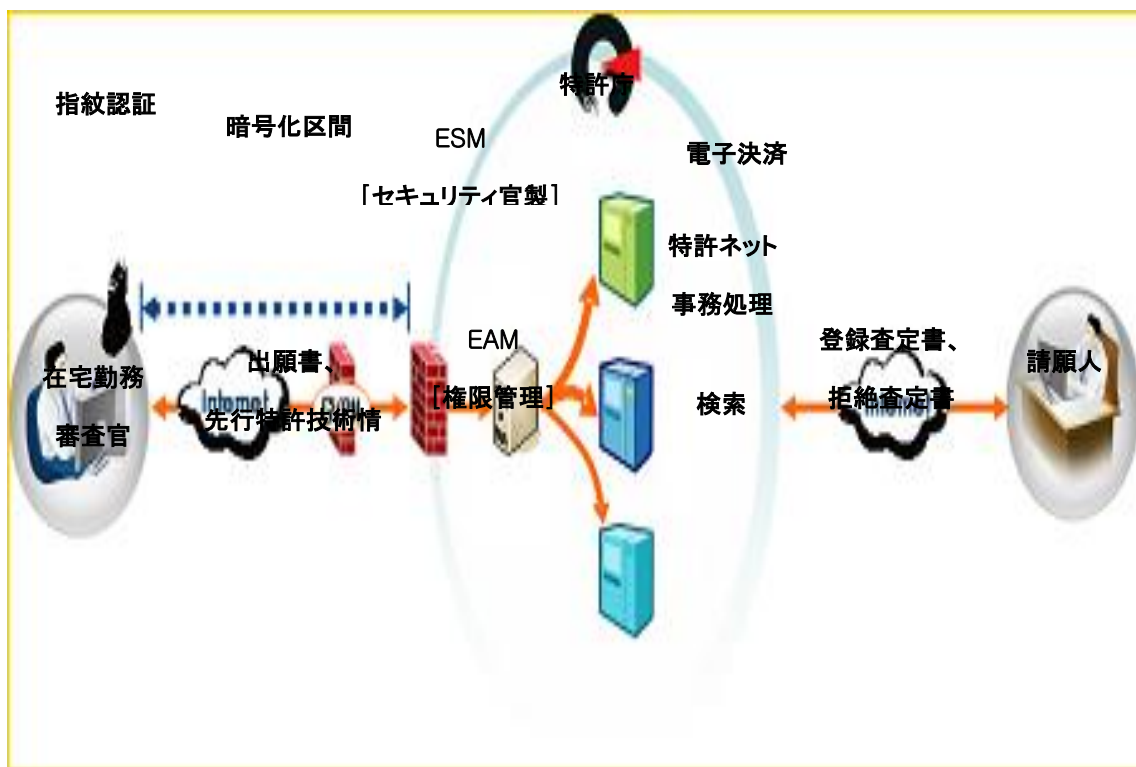 特許庁
指紋認証
暗号化区間
ESM
[セキュリティ官製]
電子決済
特許ネット
事務処理
在宅勤務
審査官
Internet
出願書、
先行特許技術情
EAM
[権限管理]
検索
登録査定書、
拒絶査定書
Internet
請願人